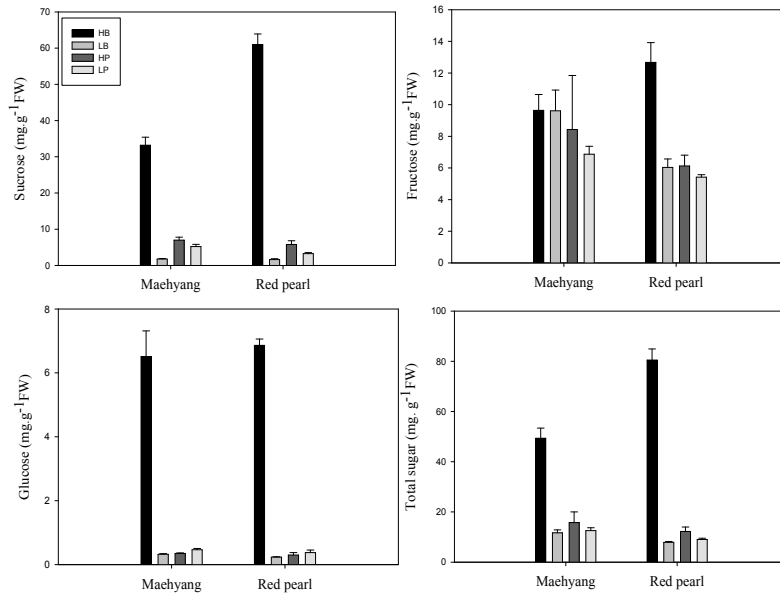 Sucrose (mg.g⁻¹FW)
70
60
50
40
30
20
10
0
HB
LB
HP
LP
Maehyang Red pearl
Fructose (mg.g⁻¹FW)
16
14
12
10
8
6
4
2
0
Maehyang Red pearl
Glucose (mg.g⁻¹FW)
8
6
4
2
0
Maehyang Red pearl
Total sugar (mg. g⁻¹FW)
100
80
60
40
20
0
Maehyang Red pearl